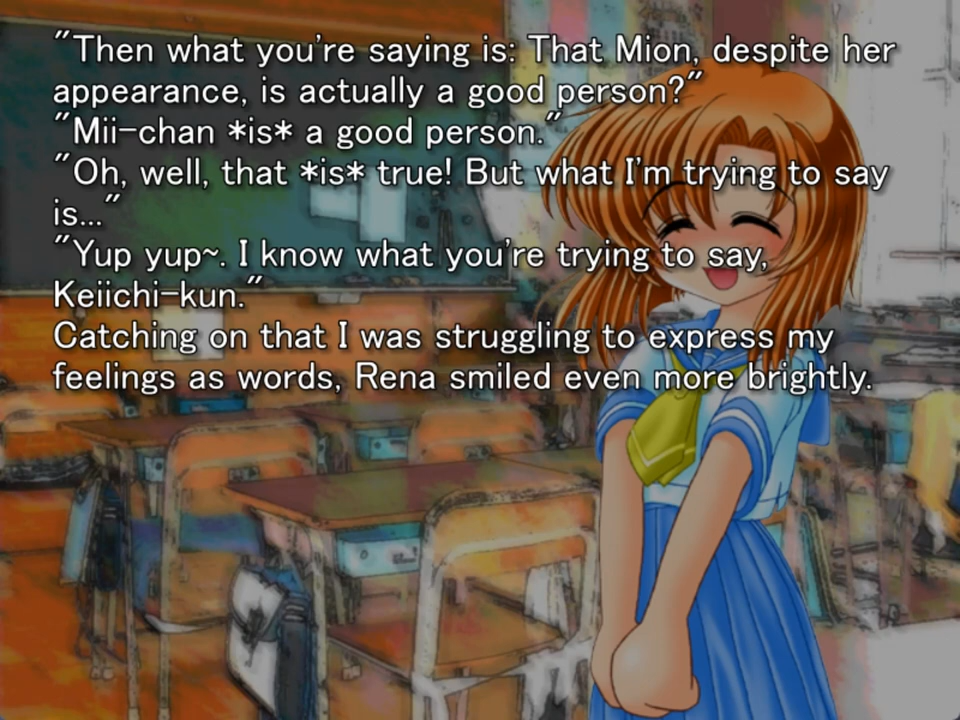 "Then what you're saying is: That Mion, despite her
appearance, is actually a good person?"
"Mii-chan *is* a good person."
"Oh, well, that *is* true! But what I'm trying to say
is..."
"Yup yup~. I know what you're trying to say,
Keiichi-kun."
Catching on that I was struggling to express my
feelings as words, Rena smiled even more brightly.